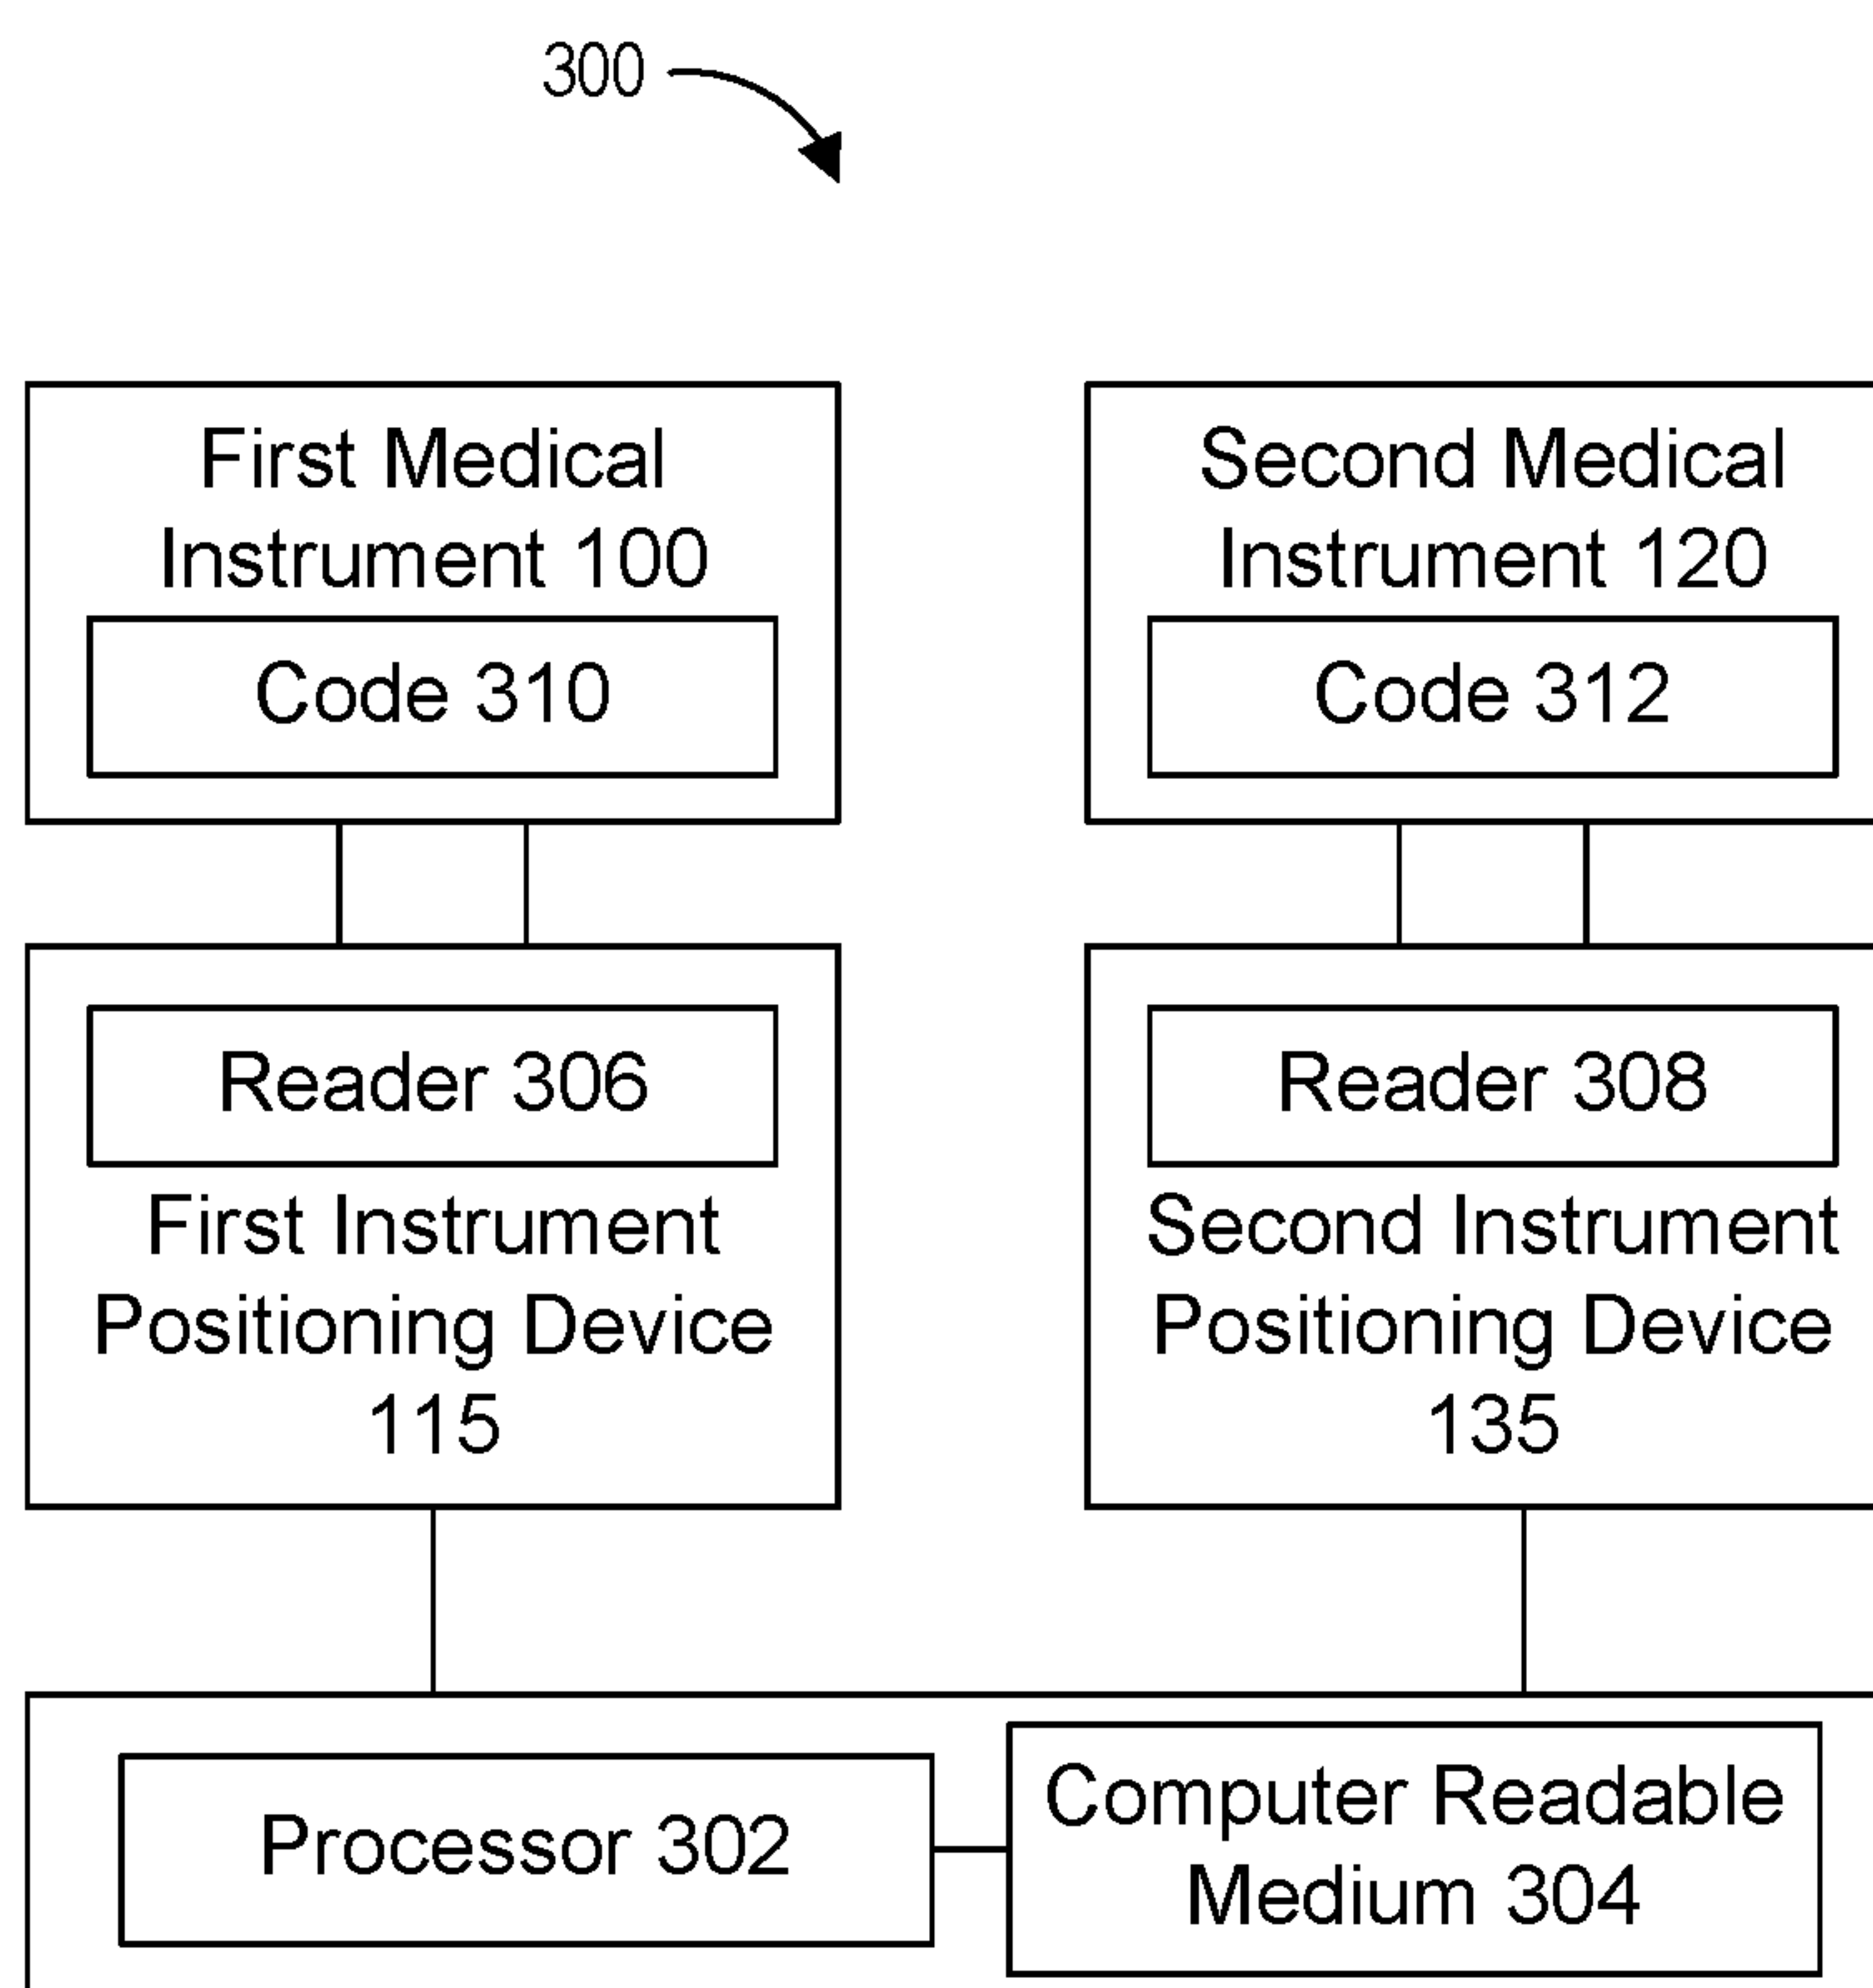 300
First Medical
Instrument 100
Code 310
Second Medical
Instrument 120
Code 312
Reader 306
First Instrument
Positioning Device
115
Reader 308
Second Instrument
Positioning Device
135
Processor 302
Computer Readable
Medium 304